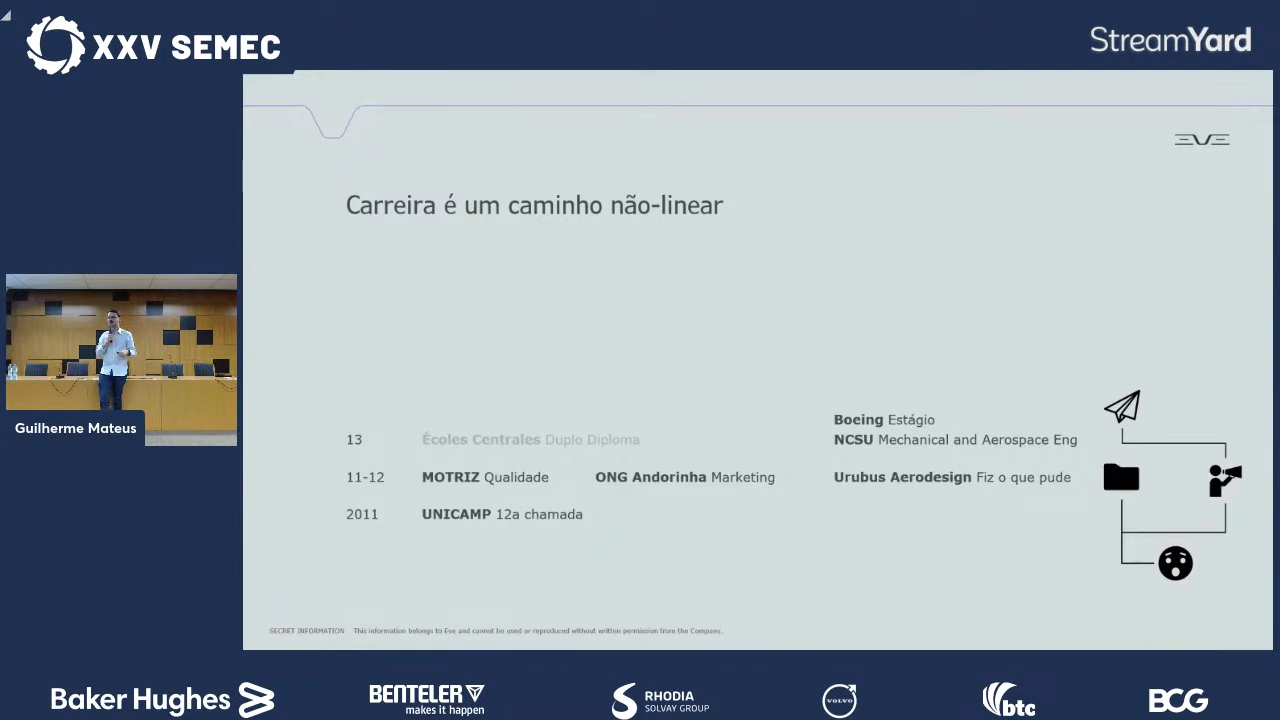 XXV SEMEC
StreamYard
EVE
Carreira é um caminho não-linear
Boeing Estágio
13 Écoles Centrales Duplo Diploma NCSU Mechanical and Aerospace Eng
11-12 MOTRIZ Qualidade ONG Andorinha Marketing Urubus Aerodesign Fiz o que pude
2011 UNICAMP 12a chamada
SECRET INFORMATION This information belongs to Eve and cannot be used or reproduced without written permission from the Company.
Guilherme Mateus
Baker Hughes
BENTELER
makes it happen
RHODIA
SOLVAY GROUP
VOLVO
btc
BCG